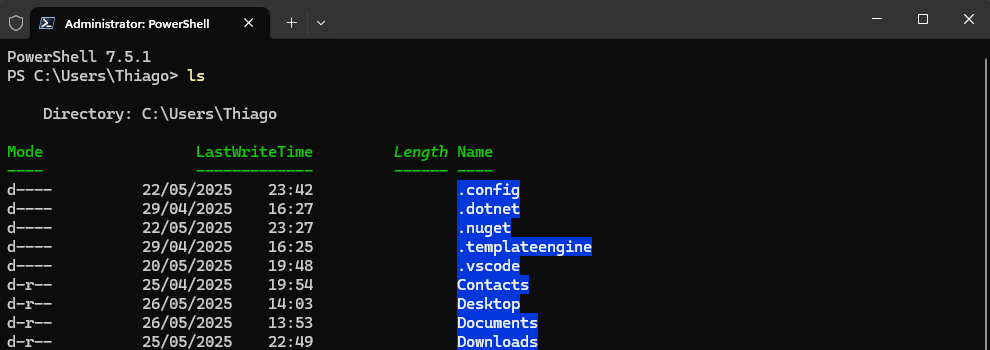 Administrator: PowerShell
PowerShell 7.5.1
PS C:\Users\Thiago> ls
Directory: C:\Users\Thiago
Mode LastWriteTime Length Name
---- ------------- ------ ----
d---- 22/05/2025 23:42 .config
d---- 29/04/2025 16:27 .dotnet
d---- 22/05/2025 23:27 .nuget
d---- 29/04/2025 16:25 .templateengine
d---- 20/05/2025 19:48 .vscode
d-r-- 25/04/2025 19:54 Contacts
d-r-- 26/05/2025 14:03 Desktop
d-r-- 26/05/2025 13:53 Documents
d-r-- 25/05/2025 22:49 Downloads